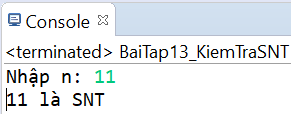 Console
<terminated> BaiTap13_KiemTraSNT
Nhập n: 11
11 là SNT